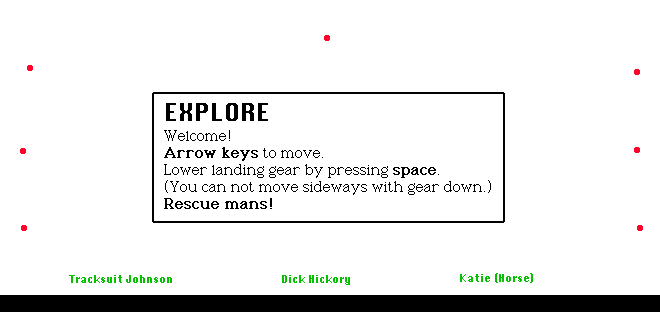 EXPLORE
Welcome!
Arrow keys to move.
Lower landing gear by pressing space.
(You can not move sideways with gear down.)
Rescue mans!
Tracksuit Johnson Dick Hickory Katie (Horse)